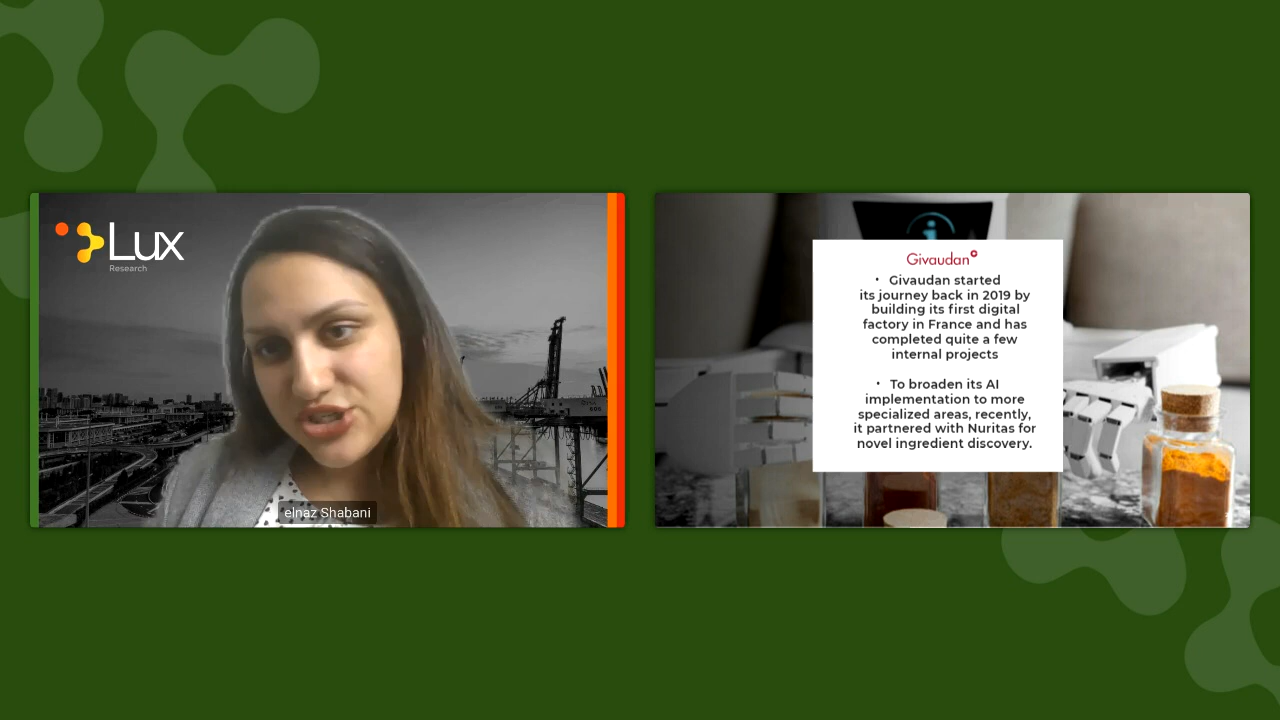 Lux
Research
elnaz Shabani
Givaudan
• Givaudan started
its journey back in 2019 by
building its first digital
factory in France and has
completed quite a few
internal projects
• To broaden its AI
implementation to more
specialized areas, recently,
it partnered with Nuritas for
novel ingredient discovery.